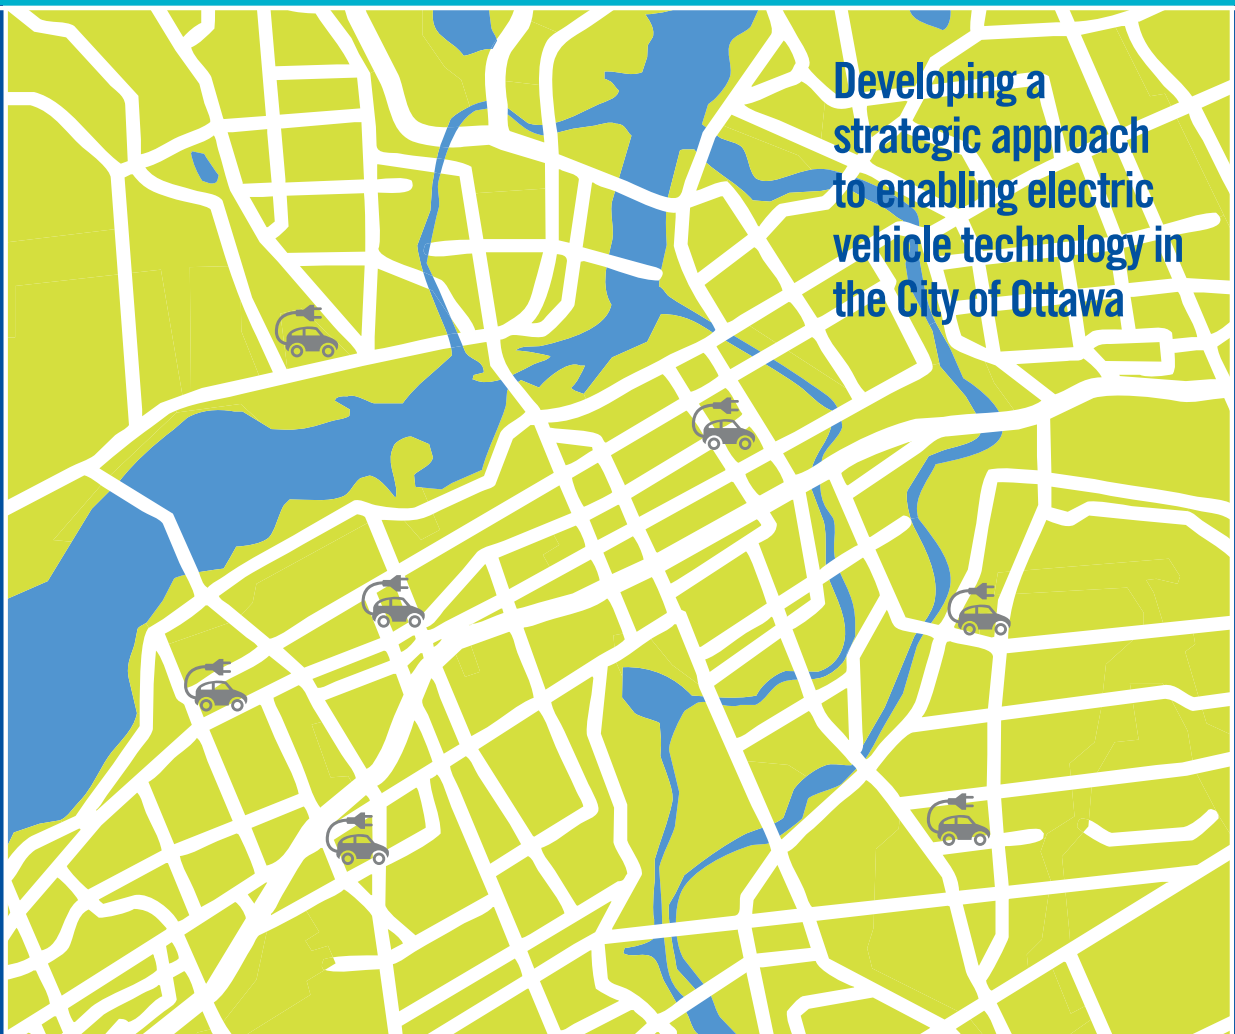 Developing a
strategic approach
to enabling electric
vehicle technology in
the City of Ottawa